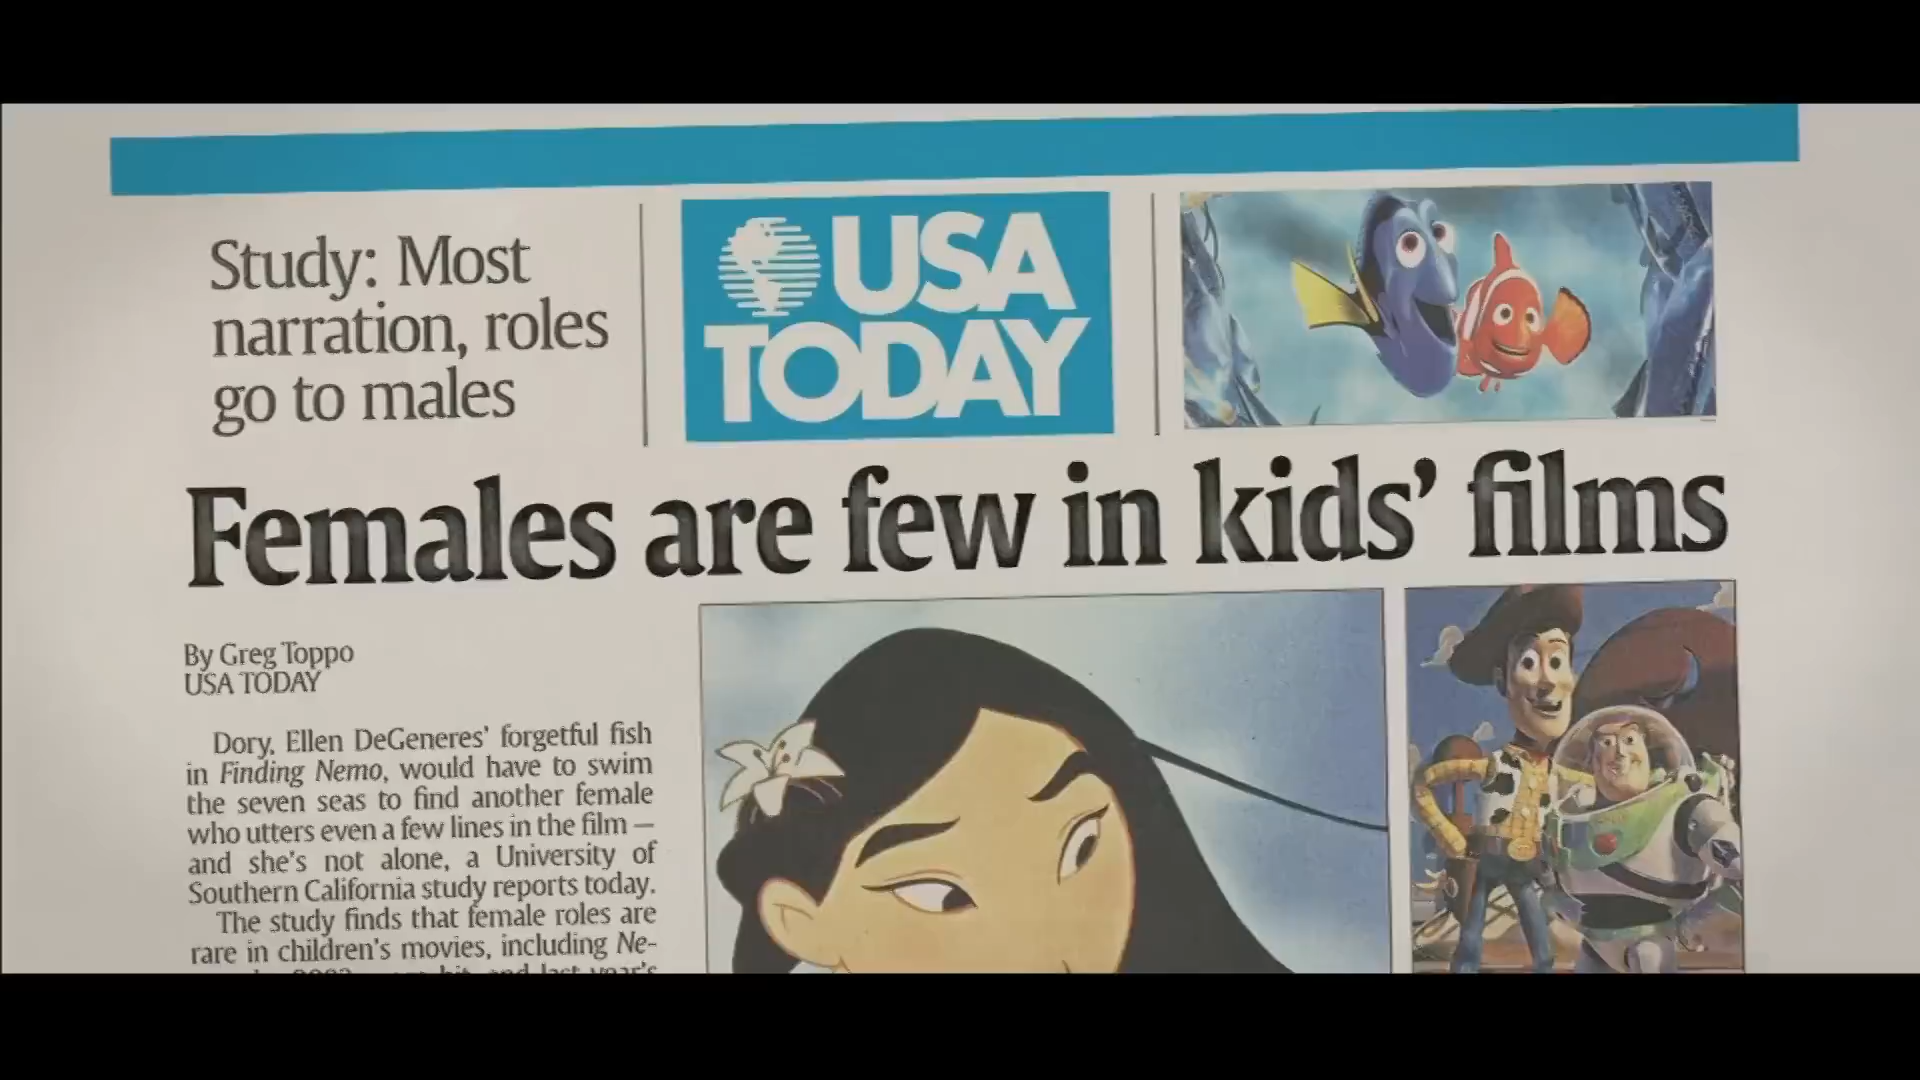 Study: Most
narration, roles
go to males
USA
TODAY
Females are few in kids' films
By Greg Toppo
USA TODAY
Dory, Ellen DeGeneres' forgetful fish
in Finding Nemo, would have to swim
the seven seas to find another female
who utters even a few lines in the film —
and she's not alone, a University of
Southern California study reports today.
The study finds that female roles are
rare in children's movies, including Ne-